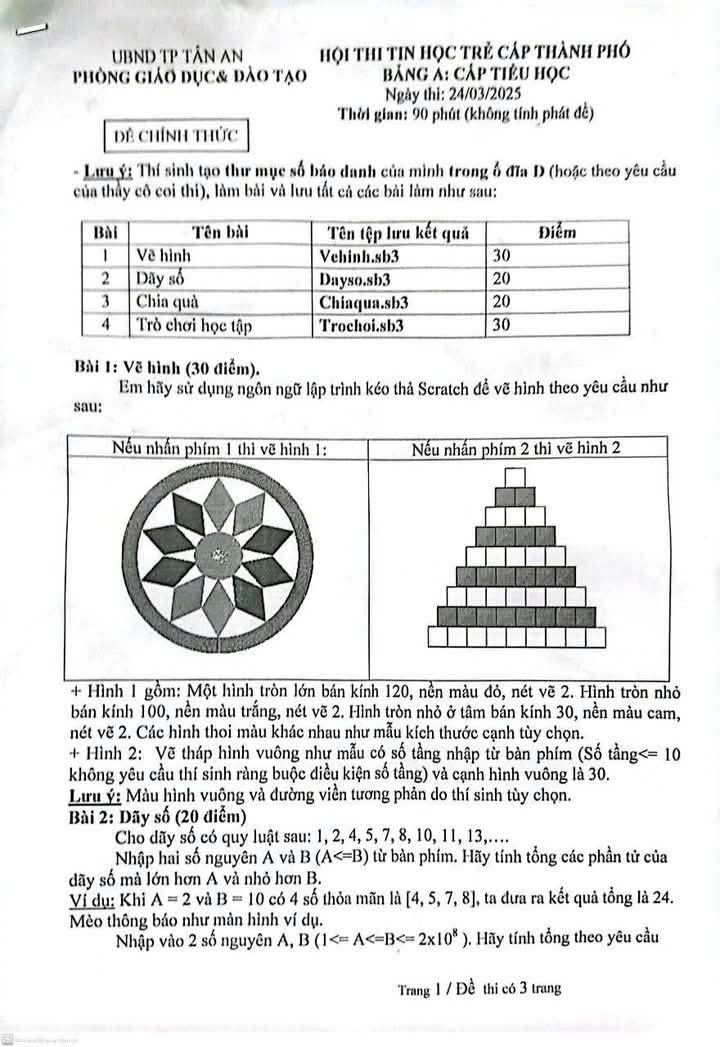 UBND TP TÂN AN
PHÒNG GIÁO DỤC& ĐÀO TẠO
HỘI THI TIN HỌC TRẺ CẤP THÀNH PHÓ
BẢNG A: CẤP TIỂU HỌC
Ngày thi: 24/03/2025
Thời gian: 90 phút (không tính phát đề)
ĐỀ CHÍNH THỨC
- Lưu ý: Thí sinh tạo thư mục số báo danh của mình trong ổ đĩa D (hoặc theo yêu cầu
của thầy cô coi thi), làm bài và lưu tất cả các bài làm như sau:
Bài Tên bài Tên tệp lưu kết quả Điểm
1 Vẽ hình Vehinh.sb3 30
2 Dãy số Dayso.sb3 20
3 Chia quà Chiaqua.sb3 20
4 Trò chơi học tập Trochoi.sb3 30
Bài 1: Vẽ hình (30 điểm).
Em hãy sử dụng ngôn ngữ lập trình kéo thả Scratch để vẽ hình theo yêu cầu như
sau:
Nếu nhấn phím 1 thì vẽ hình 1:
Nếu nhấn phím 2 thì vẽ hình 2
+ Hình 1 gồm: Một hình tròn lớn bán kính 120, nền màu đỏ, nét vẽ 2. Hình tròn nhỏ
bán kính 100, nền màu trắng, nét vẽ 2. Hình tròn nhỏ ở tâm bán kính 30, nền màu cam,
nét vẽ 2. Các hình thoi màu khác nhau như mẫu kích thước cạnh tùy chọn.
+ Hình 2: Vẽ tháp hình vuông như mẫu có số tầng nhập từ bàn phím (Số tầng<= 10
không yêu cầu thí sinh ràng buộc điều kiện số tầng) và cạnh hình vuông là 30.
Lưu ý: Màu hình vuông và đường viền tương phản do thí sinh tùy chọn.
Bài 2: Dãy số (20 điểm)
Cho dãy số có quy luật sau: 1, 2, 4, 5, 7, 8, 10, 11, 13,....
Nhập hai số nguyên A và B (A<=B) từ bàn phím. Hãy tính tổng các phần tử của
dãy số mà lớn hơn A và nhỏ hơn B.
Ví dụ: Khi A = 2 và B = 10 có 4 số thỏa mãn là [4, 5, 7, 8], ta đưa ra kết quả tổng là 24.
Mèo thông báo như màn hình ví dụ.
Nhập vào 2 số nguyên A, B (1<= A<=B<= 2x10⁸ ). Hãy tính tổng theo yêu cầu
Trang 1 / Đề thi có 3 trang